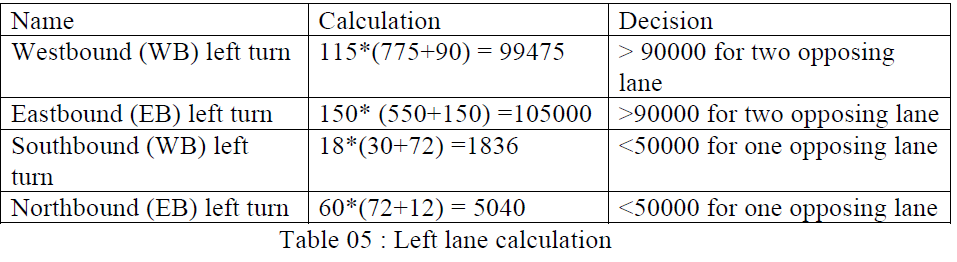 Name Calculation Decision
Westbound (WB) left turn 115*(775+90) = 99475 > 90000 for two opposing
lane
Eastbound (EB) left turn 150* (550+150) =105000 >90000 for two opposing lane
Southbound (WB) left 18*(30+72) =1836 <50000 for one opposing lane
turn
Northbound (EB) left turn 60*(72+12) = 5040 <50000 for one opposing lane
Table 05 : Left lane calculation